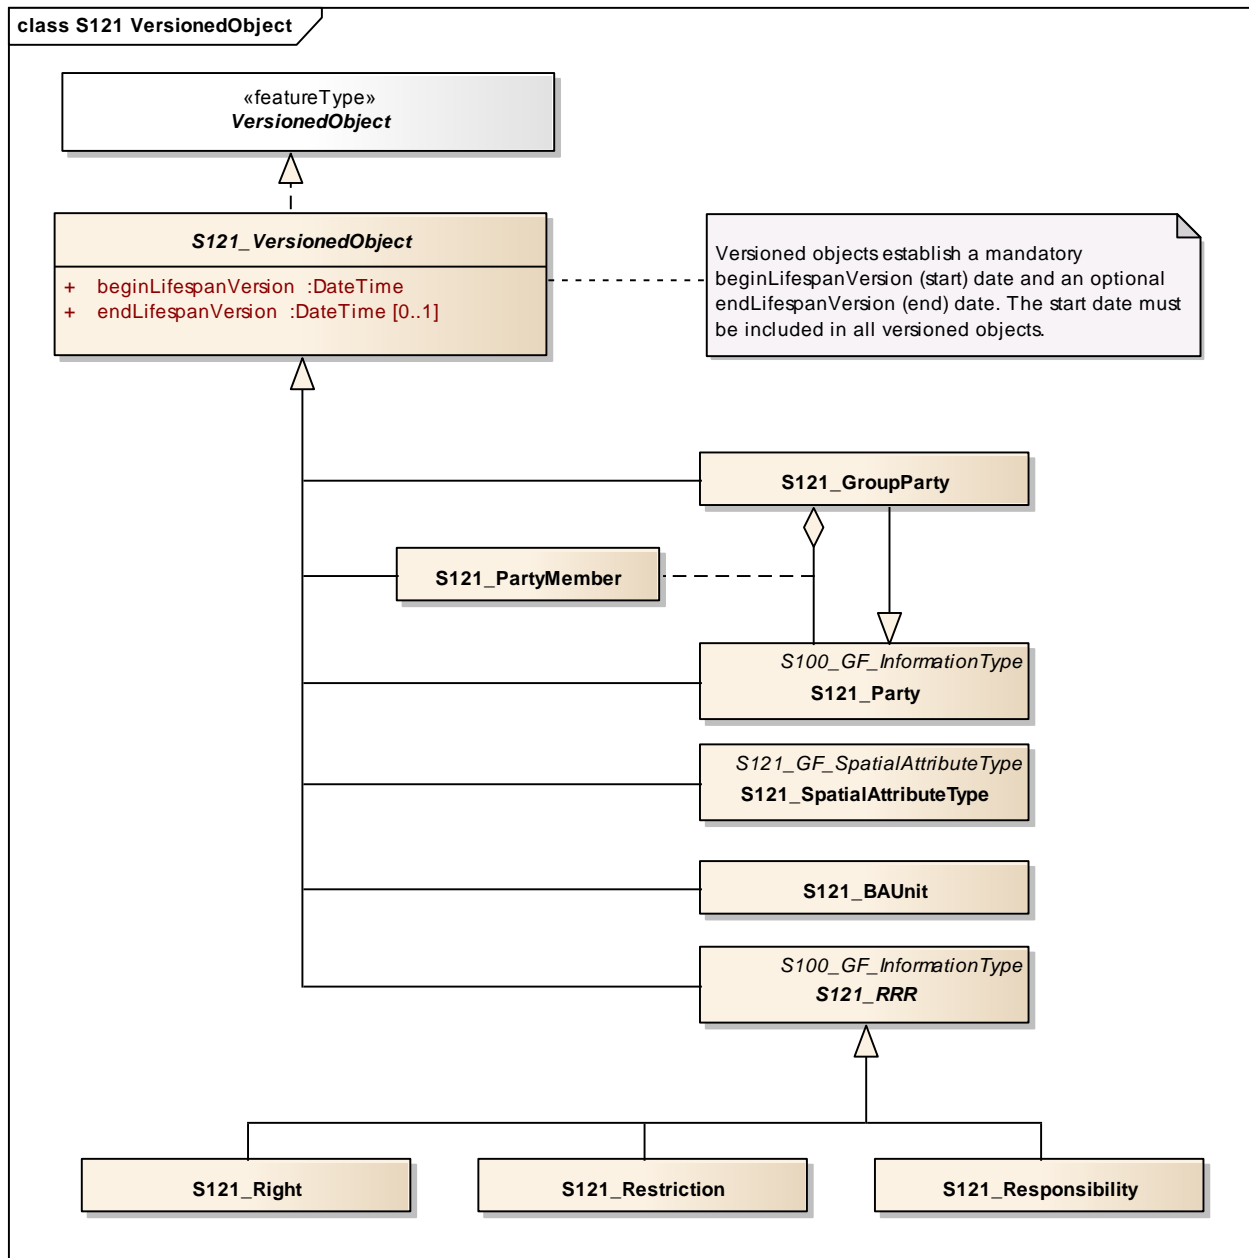 class S121 VersionedObject
«featureType»
VersionedObject
S121_VersionedObject
+ beginLifespanVersion :DateTime
+ endLifespanVersion :DateTime [0..1]
Versioned objects establish a mandatory
beginLifespanVersion (start) date and an optional
endLifespanVersion (end) date. The start date must
be included in all versioned objects.
S121_GroupParty
S121_PartyMember
S100_GF_InformationType
S121_Party
S121_GF_SpatialAttributeType
S121_SpatialAttributeType
S121_BAUnit
S100_GF_InformationType
S121_RRR
S121_Right
S121_Restriction
S121_Responsibility